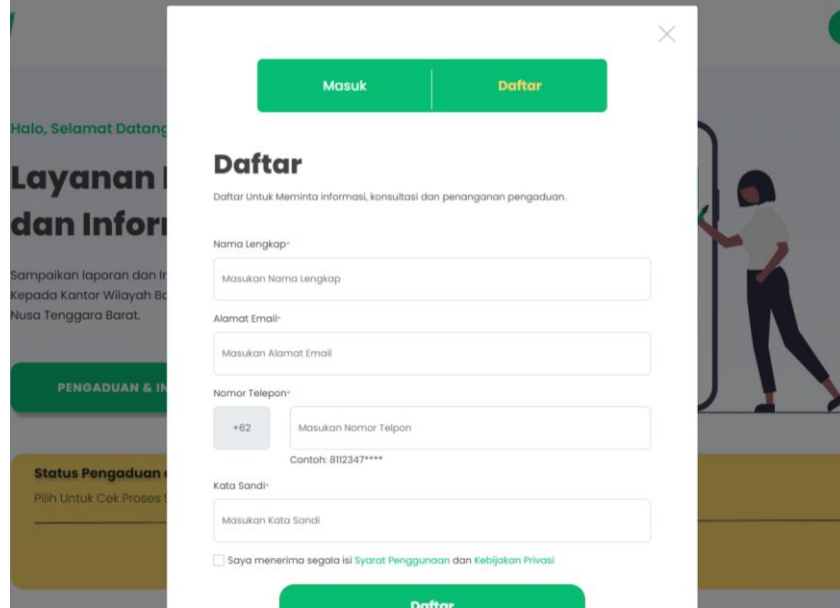 Masuk
Daftar
Halo, Selamat Datang
Layanan
dan Infor
Sampaikan laporan dan In
Kepada Kantor Wilayah Ba
Nusa Tenggara Barat.
PENGADUAN & IN
Status Pengaduan
Pilih Untuk Cek Proses S
Daftar
Daftar Untuk Meminta informasi, konsultasi dan penanganan pengaduan.
Nama Lengkap*
Masukan Nama Lengkap
Alamat Email*
Masukan Alamat Email
Nomor Telepon*
+62
Masukan Nomor Telpon
Contoh: 8112347****
Kata Sandi*
Masukan Kata Sandi
Saya menerima segala isi Syarat Penggunaan dan Kebijakan Privasi
Daftar